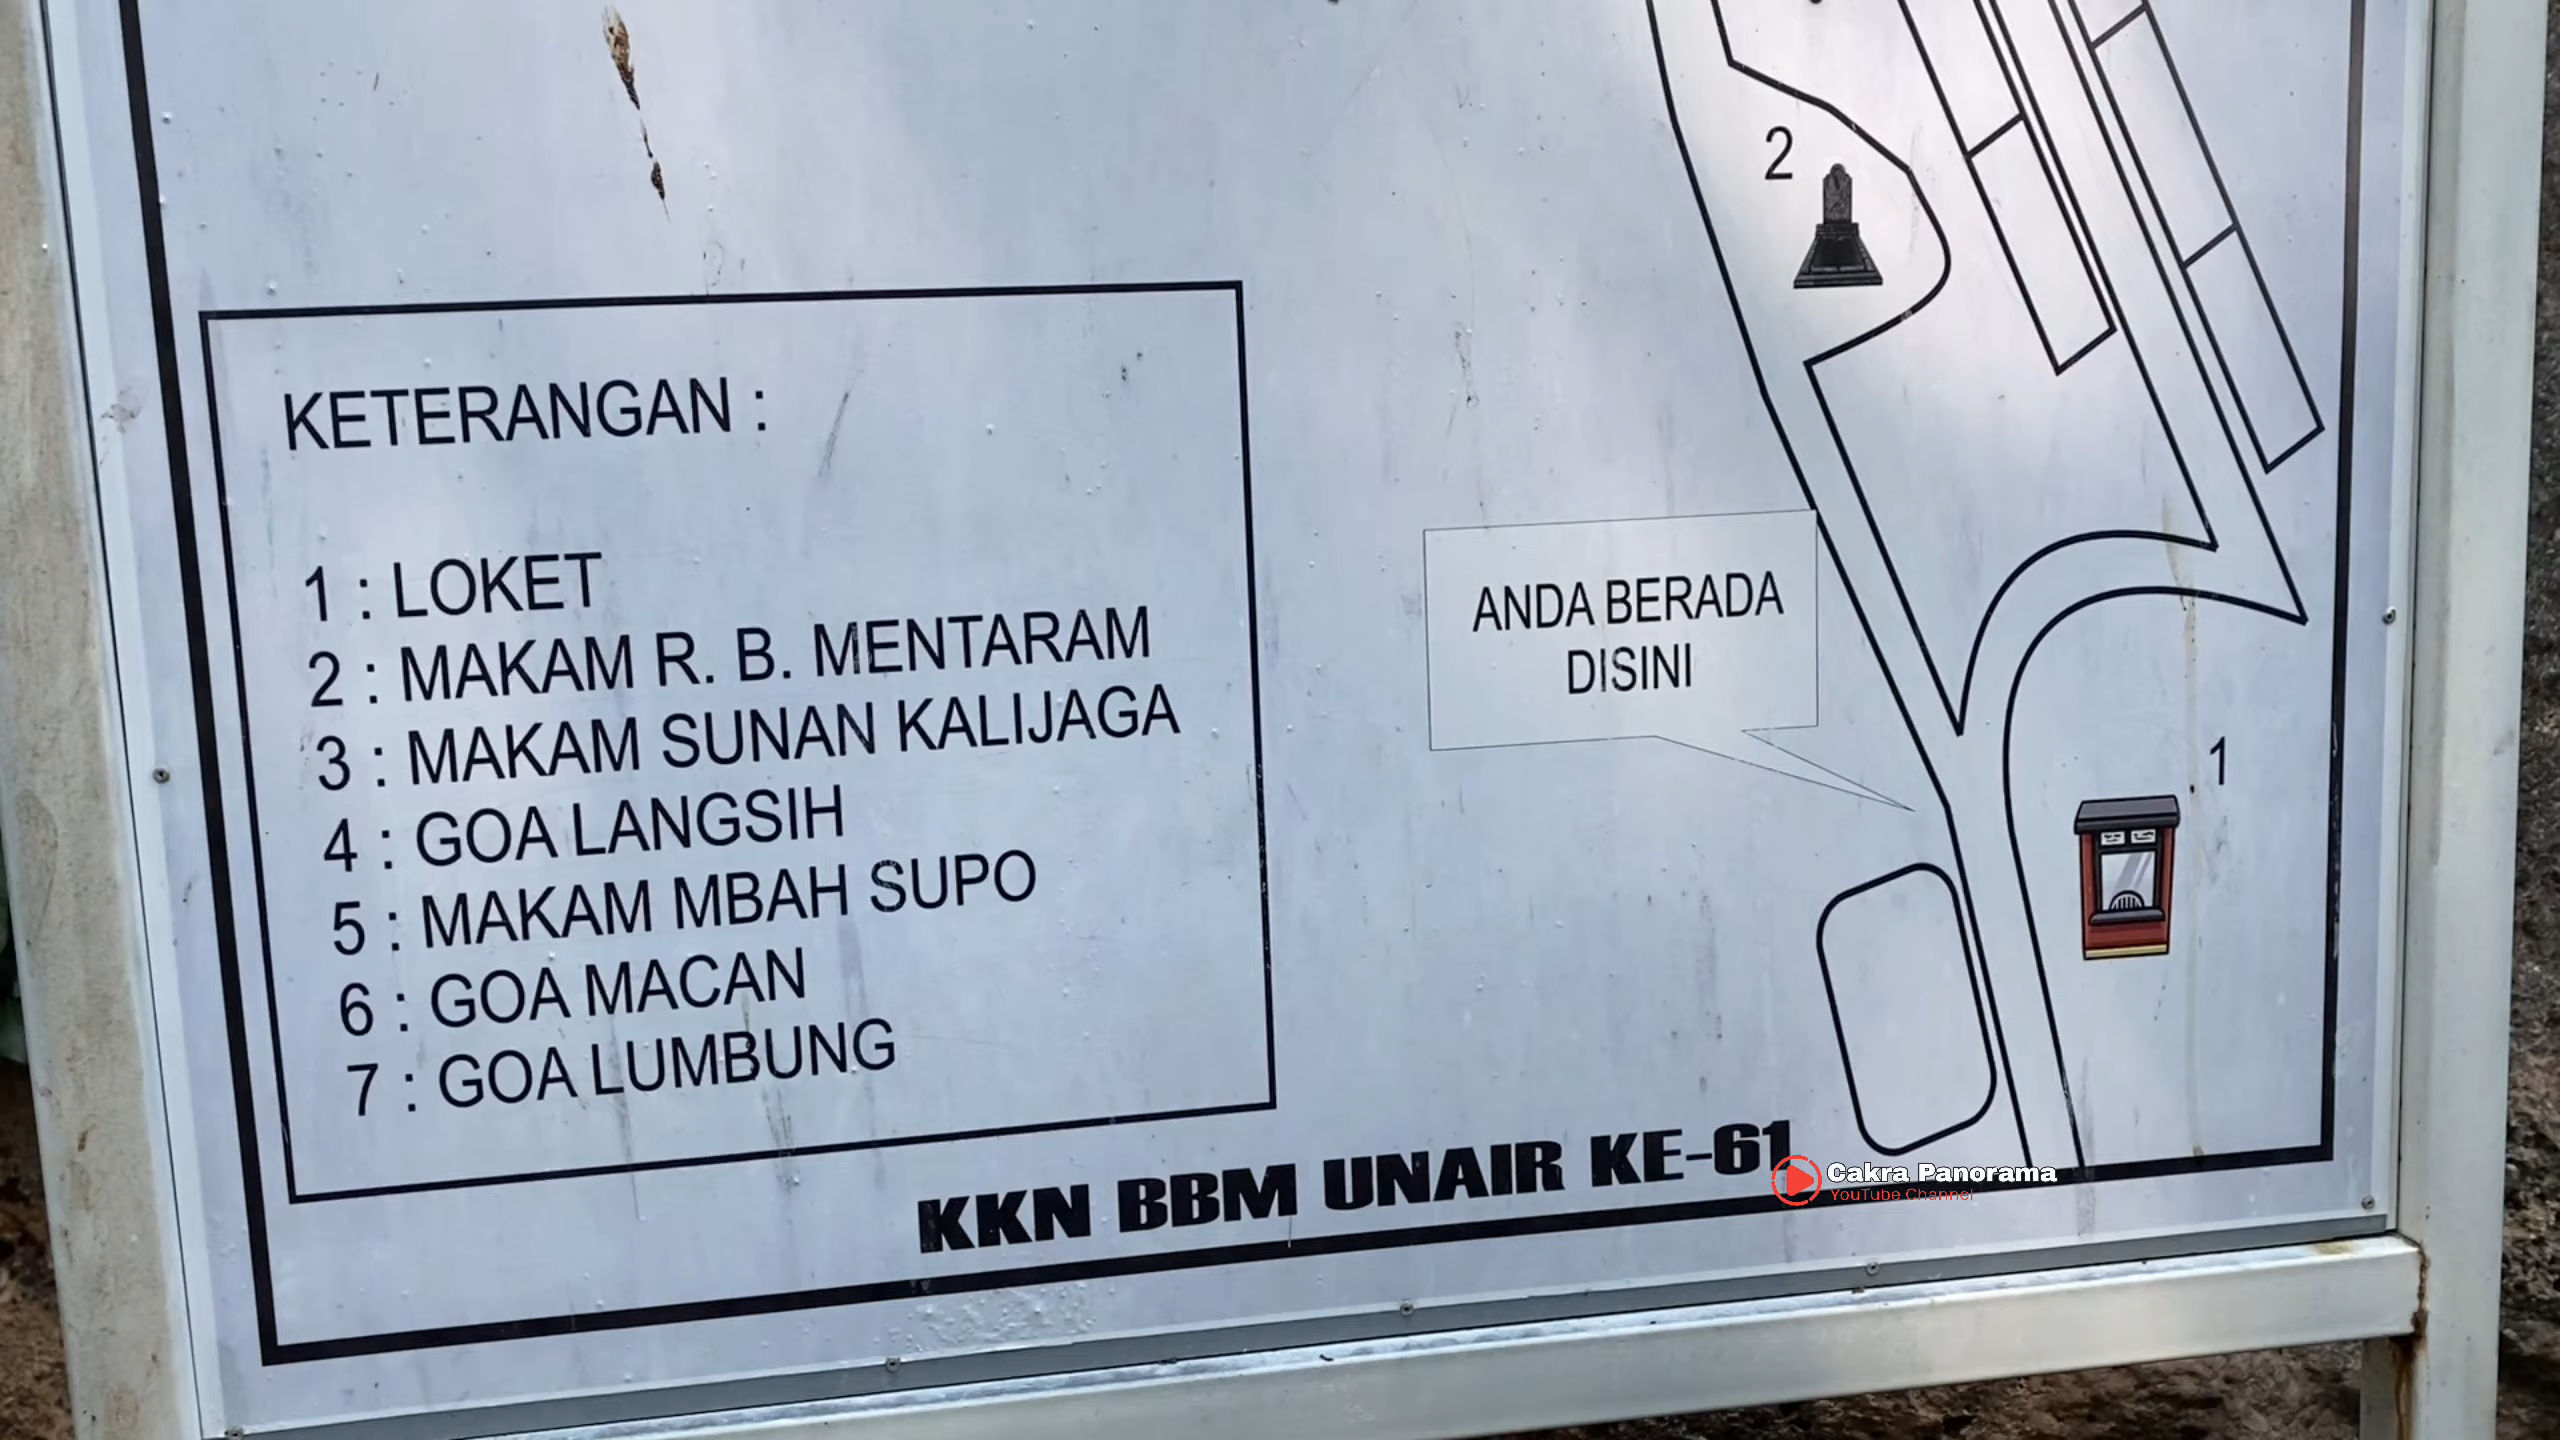 2
KETERANGAN :
1 : LOKET
2 : MAKAM R. B. MENTARAM
3 : MAKAM SUNAN KALIJAGA
4 : GOA LANGSIH
5 : MAKAM MBAH SUPO
6 : GOA MACAN
7 : GOA LUMBUNG
ANDA BERADA
DISINI
1
KKN BBM UNAIR KE-61
Cakra Panorama
YouTube Channel